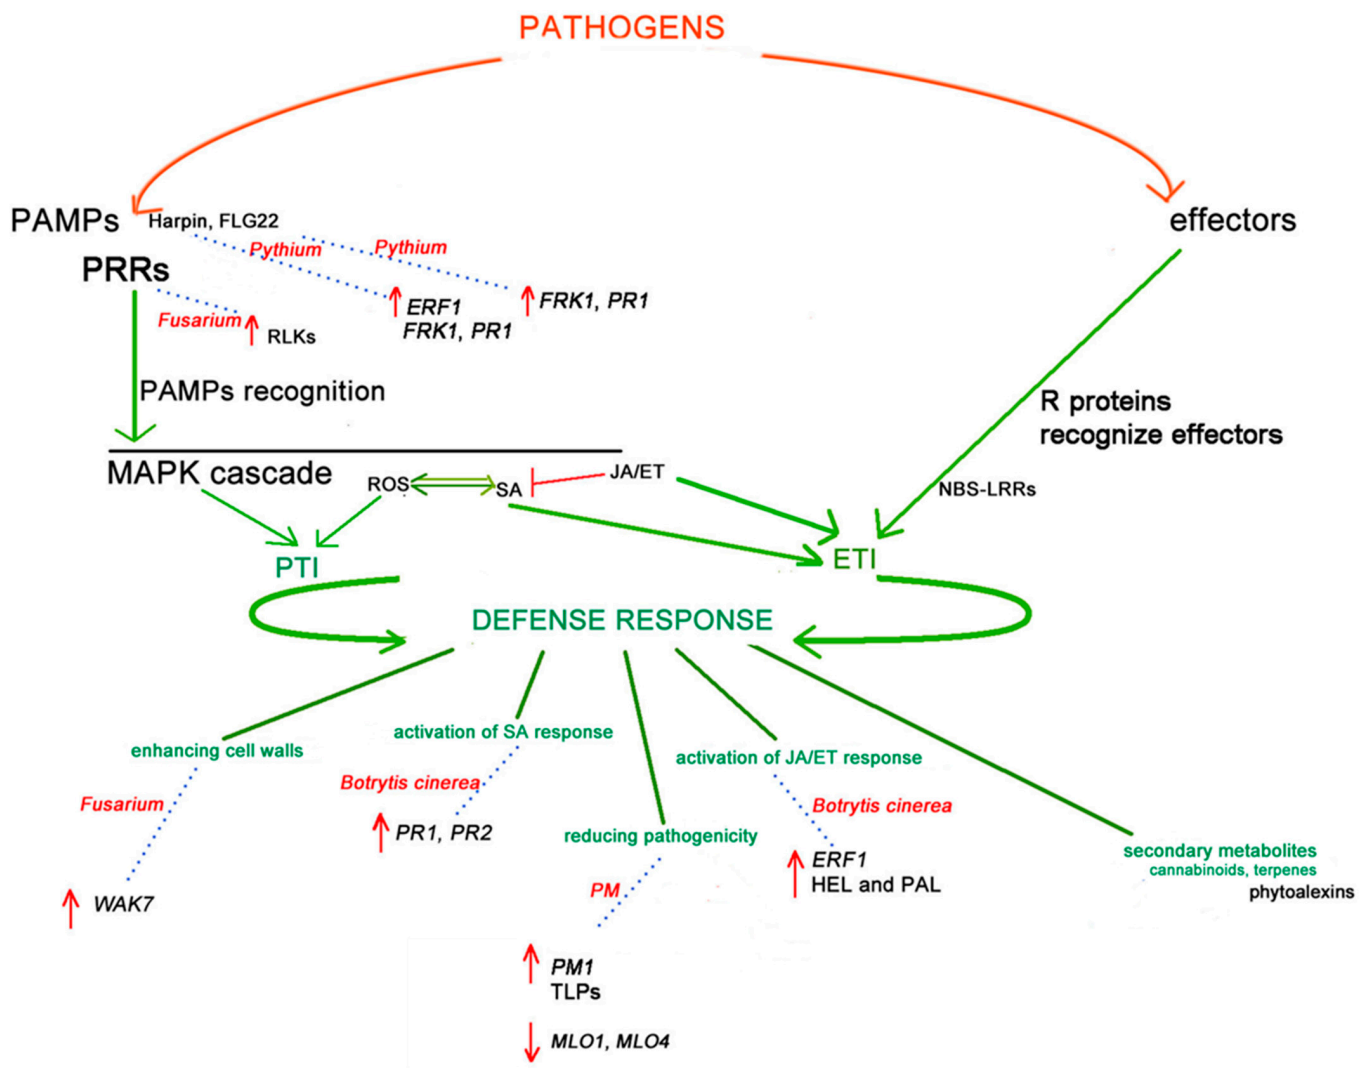 PATHOGENS
PAMPs
Harpin, FLG22
effectors
Pythium
Pythium
PRRs
ERF1
FRK1, PR1
FRK1, PR1
Fusarium
RLKs
PAMPs recognition
R proteins
recognize effectors
MAPK cascade
ROS
SA
JA/ET
NBS-LRRs
PTI
ETI
DEFENSE RESPONSE
enhancing cell walls
activation of SA response
activation of JA/ET response
Fusarium
Botrytis cinerea
Botrytis cinerea
PR1, PR2
reducing pathogenicity
secondary metabolites
cannabinoids, terpenes
phytoalexins
ERF1
HEL and PAL
WAK7
PM
PM1
TLPs
MLO1, MLO4